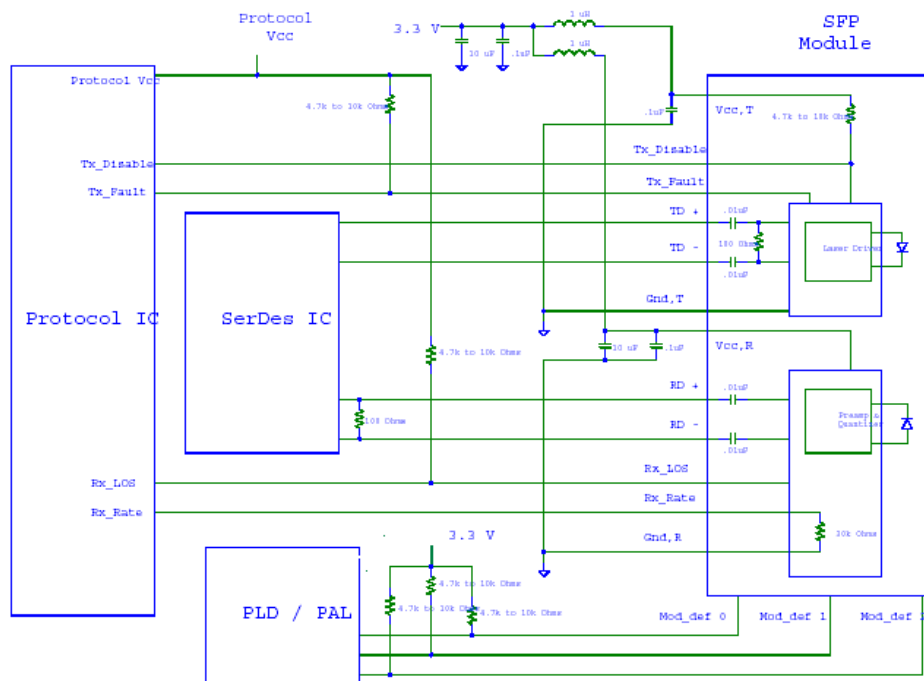 Protocol
Vcc
3.3 V
10 uF
.1uF
1 uH
1 uH
SFP
Module
Protocol Vcc
4.7k to 10k Ohms
.1uF
Vcc,T
4.7k to 10k Ohms
Tx_Disable
Tx_Disable
Tx_Fault
Tx_Fault
TD +
.01uF
100 Ohms
Laser Driver
TD -
.01uF
Gnd,T
Protocol IC
SerDes IC
4.7k to 10k Ohms
10 uF
.1uF
Vcc,R
RD +
.01uF
100 Ohms
Preamp &
Quantizer
RD -
.01uF
Rx_LOS
Rx_LOS
Rx_Rate
Rx_Rate
Gnd,R
30k Ohms
3.3 V
4.7k to 10k Ohms
4.7k to 10k Ohms
4.7k to 10k Ohms
PLD / PAL
Mod_def 0
Mod_def 1
Mod_def